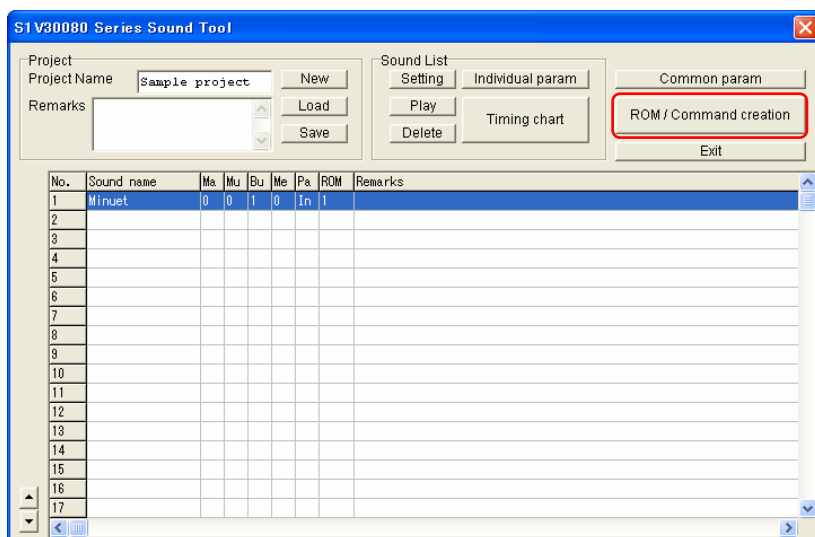 S1V30080 Series Sound Tool
Project
Project Name Sample project New
Remarks Load
Save
Sound List
Setting Individual param
Play Timing chart
Delete
Common param
ROM / Command creation
Exit
No. Sound name Ma Mu Bu Me Pa ROM Remarks
1 Minuet 0 0 1 0 In 1
2
3
4
5
6
7
8
9
10
11
12
13
14
15
16
17